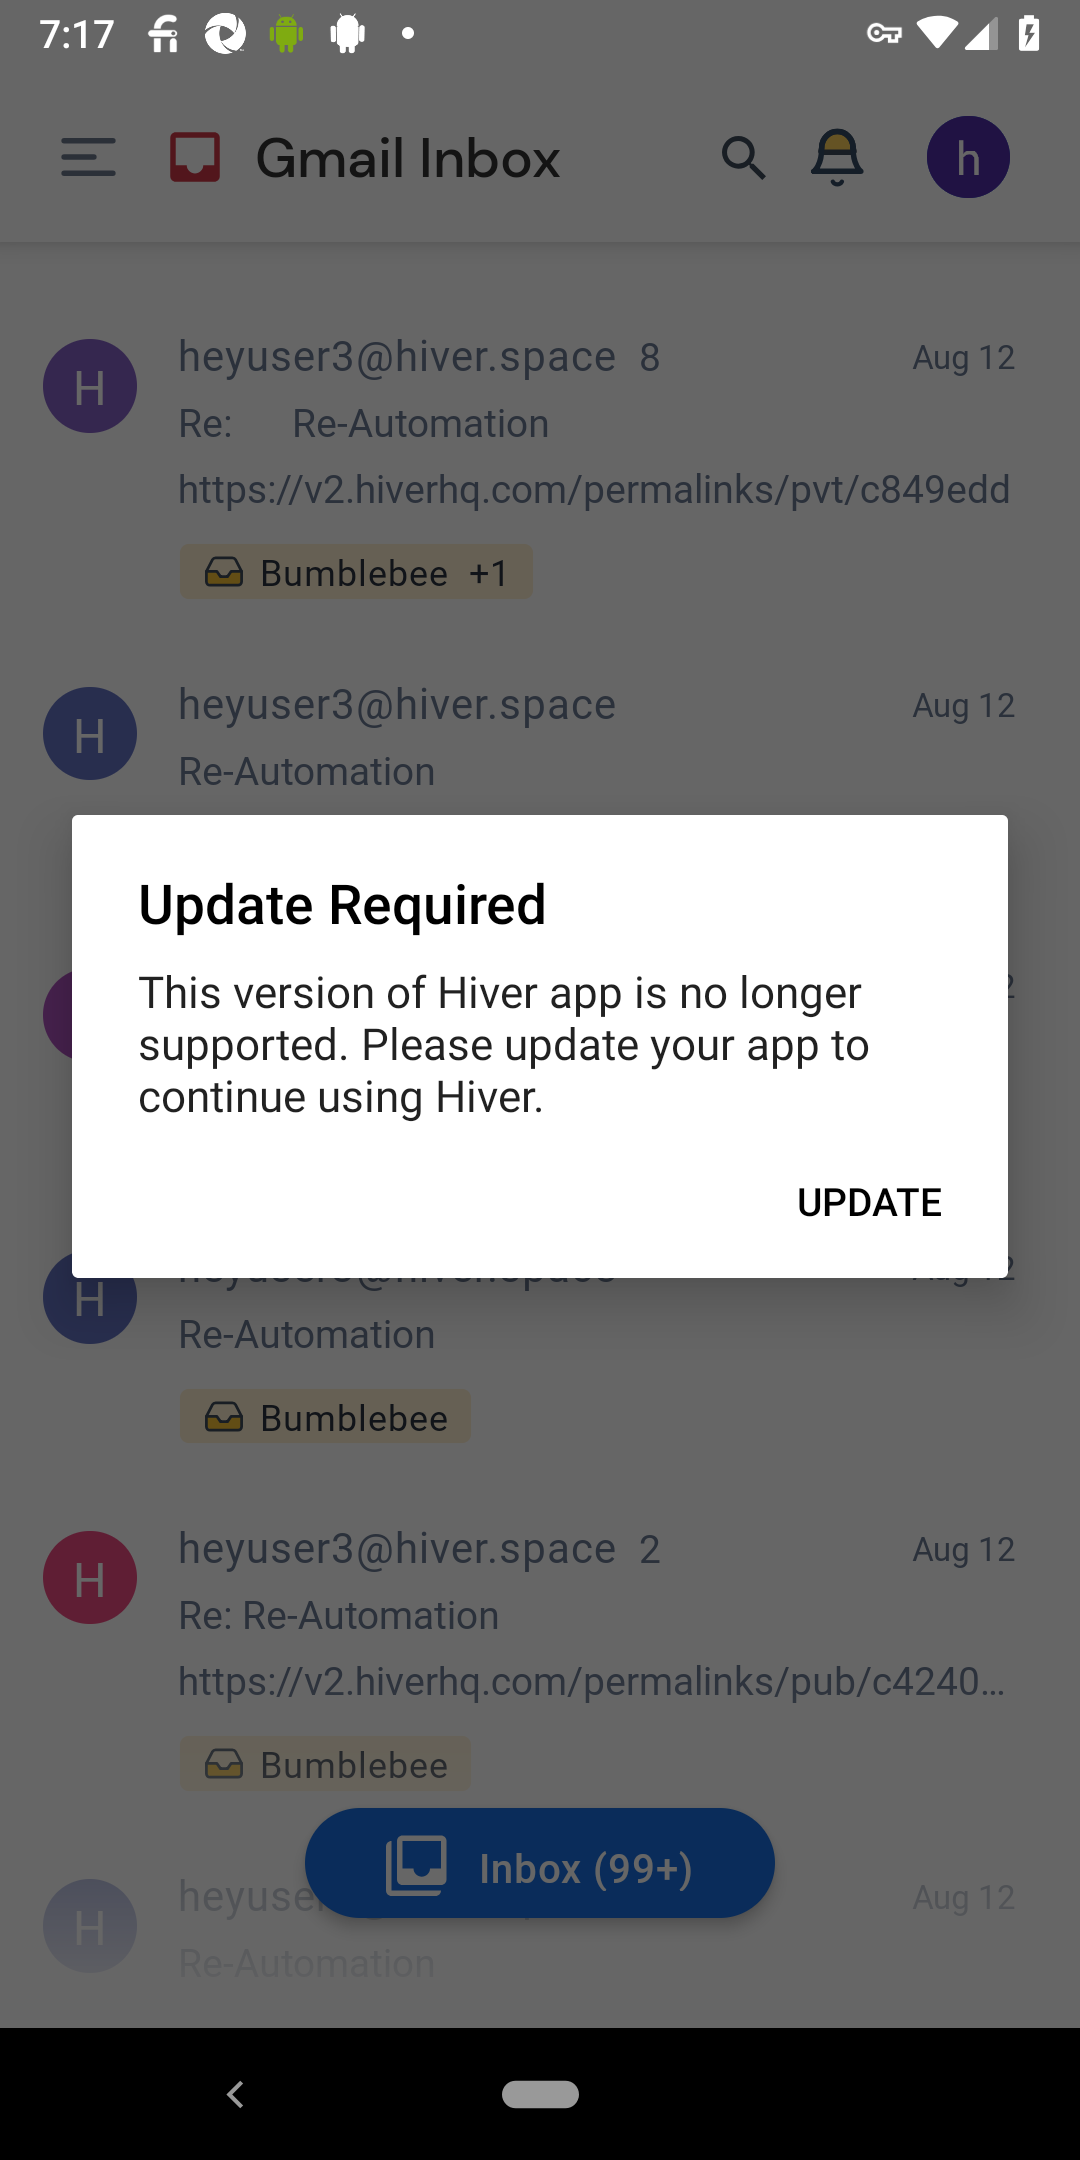 7:17
Gmail Inbox
h
H
heyuser3@hiver.space 8
Aug 12
Re: Re-Automation
https://v2.hiverhq.com/permalinks/pvt/c849edd
Bumblebee +1
H
heyuser3@hiver.space
Aug 12
Re-Automation
Update Required
This version of Hiver app is no longer
supported. Please update your app to
continue using Hiver.
UPDATE
H
Re-Automation
Bumblebee
H
heyuser3@hiver.space 2
Aug 12
Re: Re-Automation
https://v2.hiverhq.com/permalinks/pub/c4240…
Bumblebee
Inbox (99+)
H
Aug 12
Re-Automation